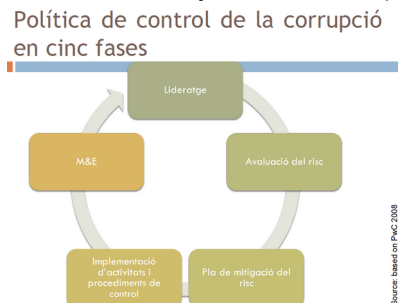 Política de control de la corrupció
en cinc fases
Lideratge
Avaluació del risc
Pla de mitigació del
risc
Implementació
d'activitats i
procediments de
control
M&E
Source: based on PwC 2008